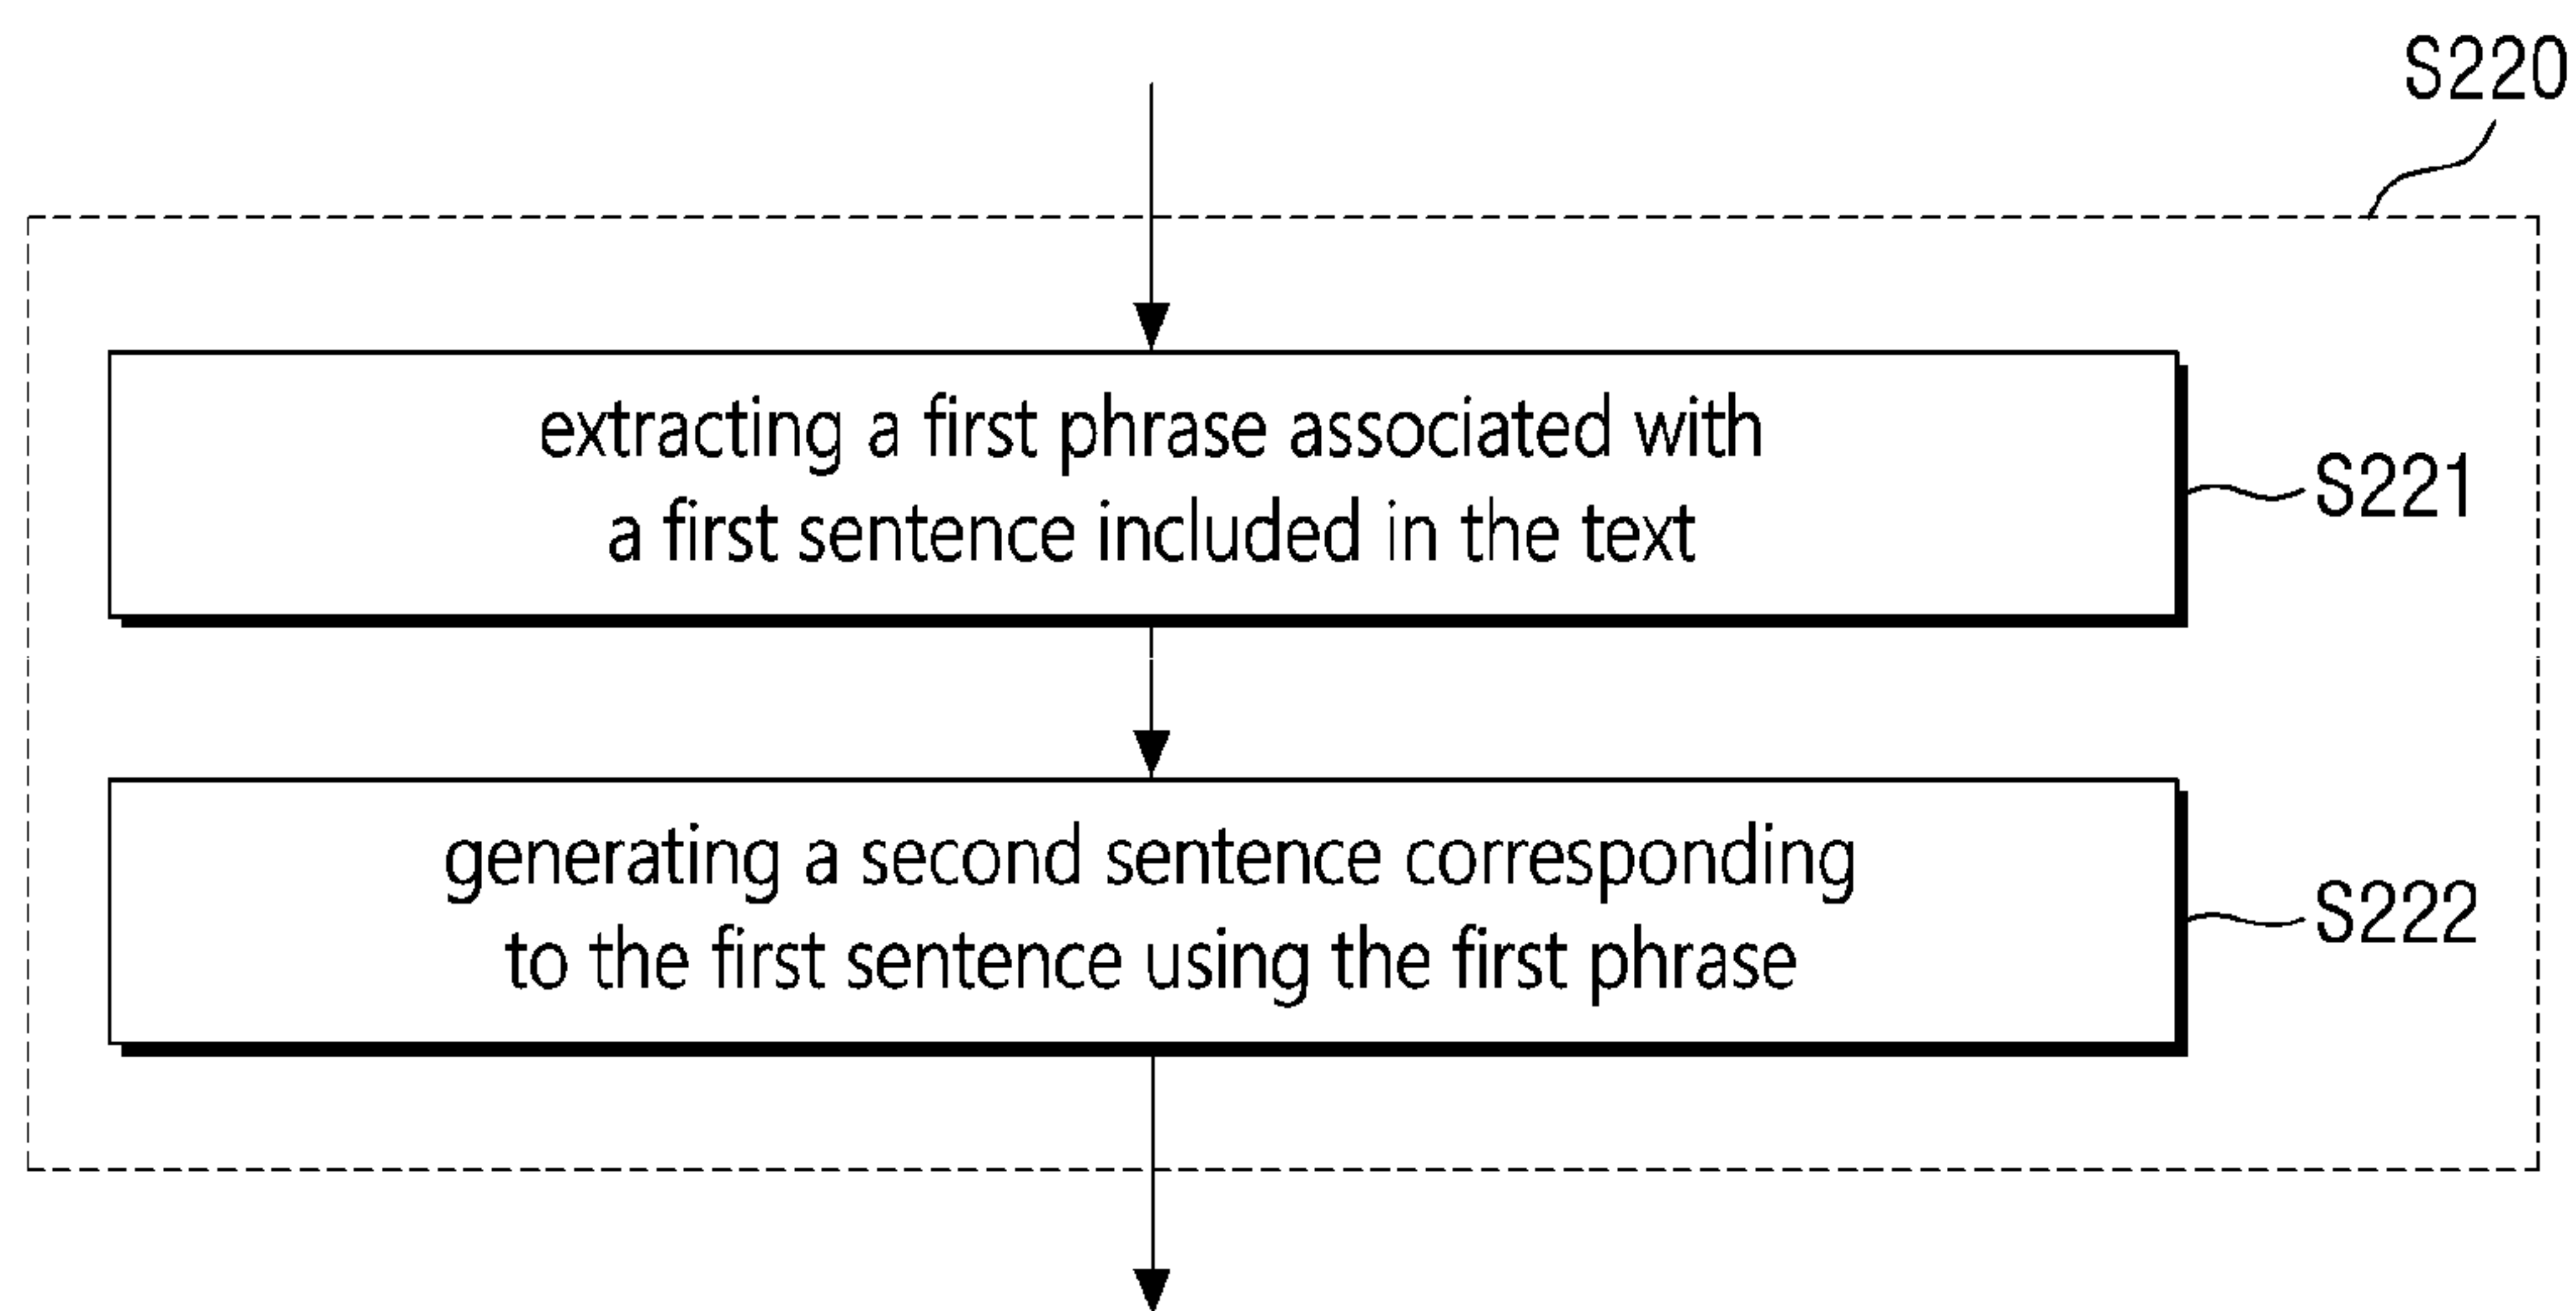 S220
extracting a first phrase associated with
a first sentence included in the text
S221
generating a second sentence corresponding
to the first sentence using the first phrase
S222